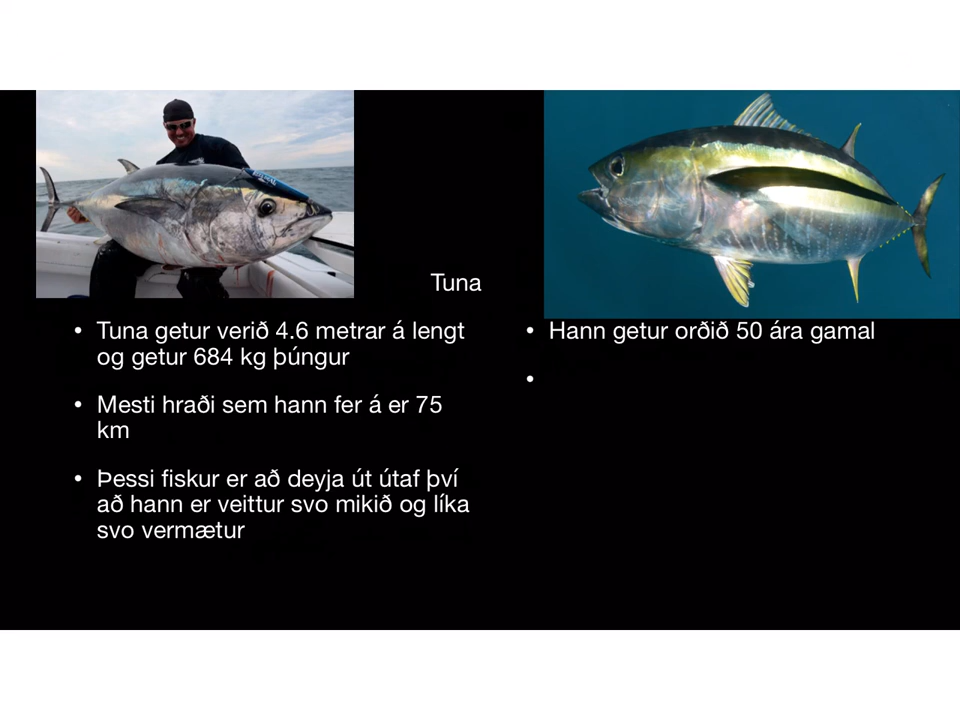 Tuna
• Tuna getur verið 4.6 metrar á lengt
og getur 684 kg þúngur
• Mesti hraði sem hann fer á er 75
km
• Þessi fiskur er að deyja út útaf því
að hann er veittur svo mikið og líka
svo vermætur
• Hann getur orðið 50 ára gamal
•